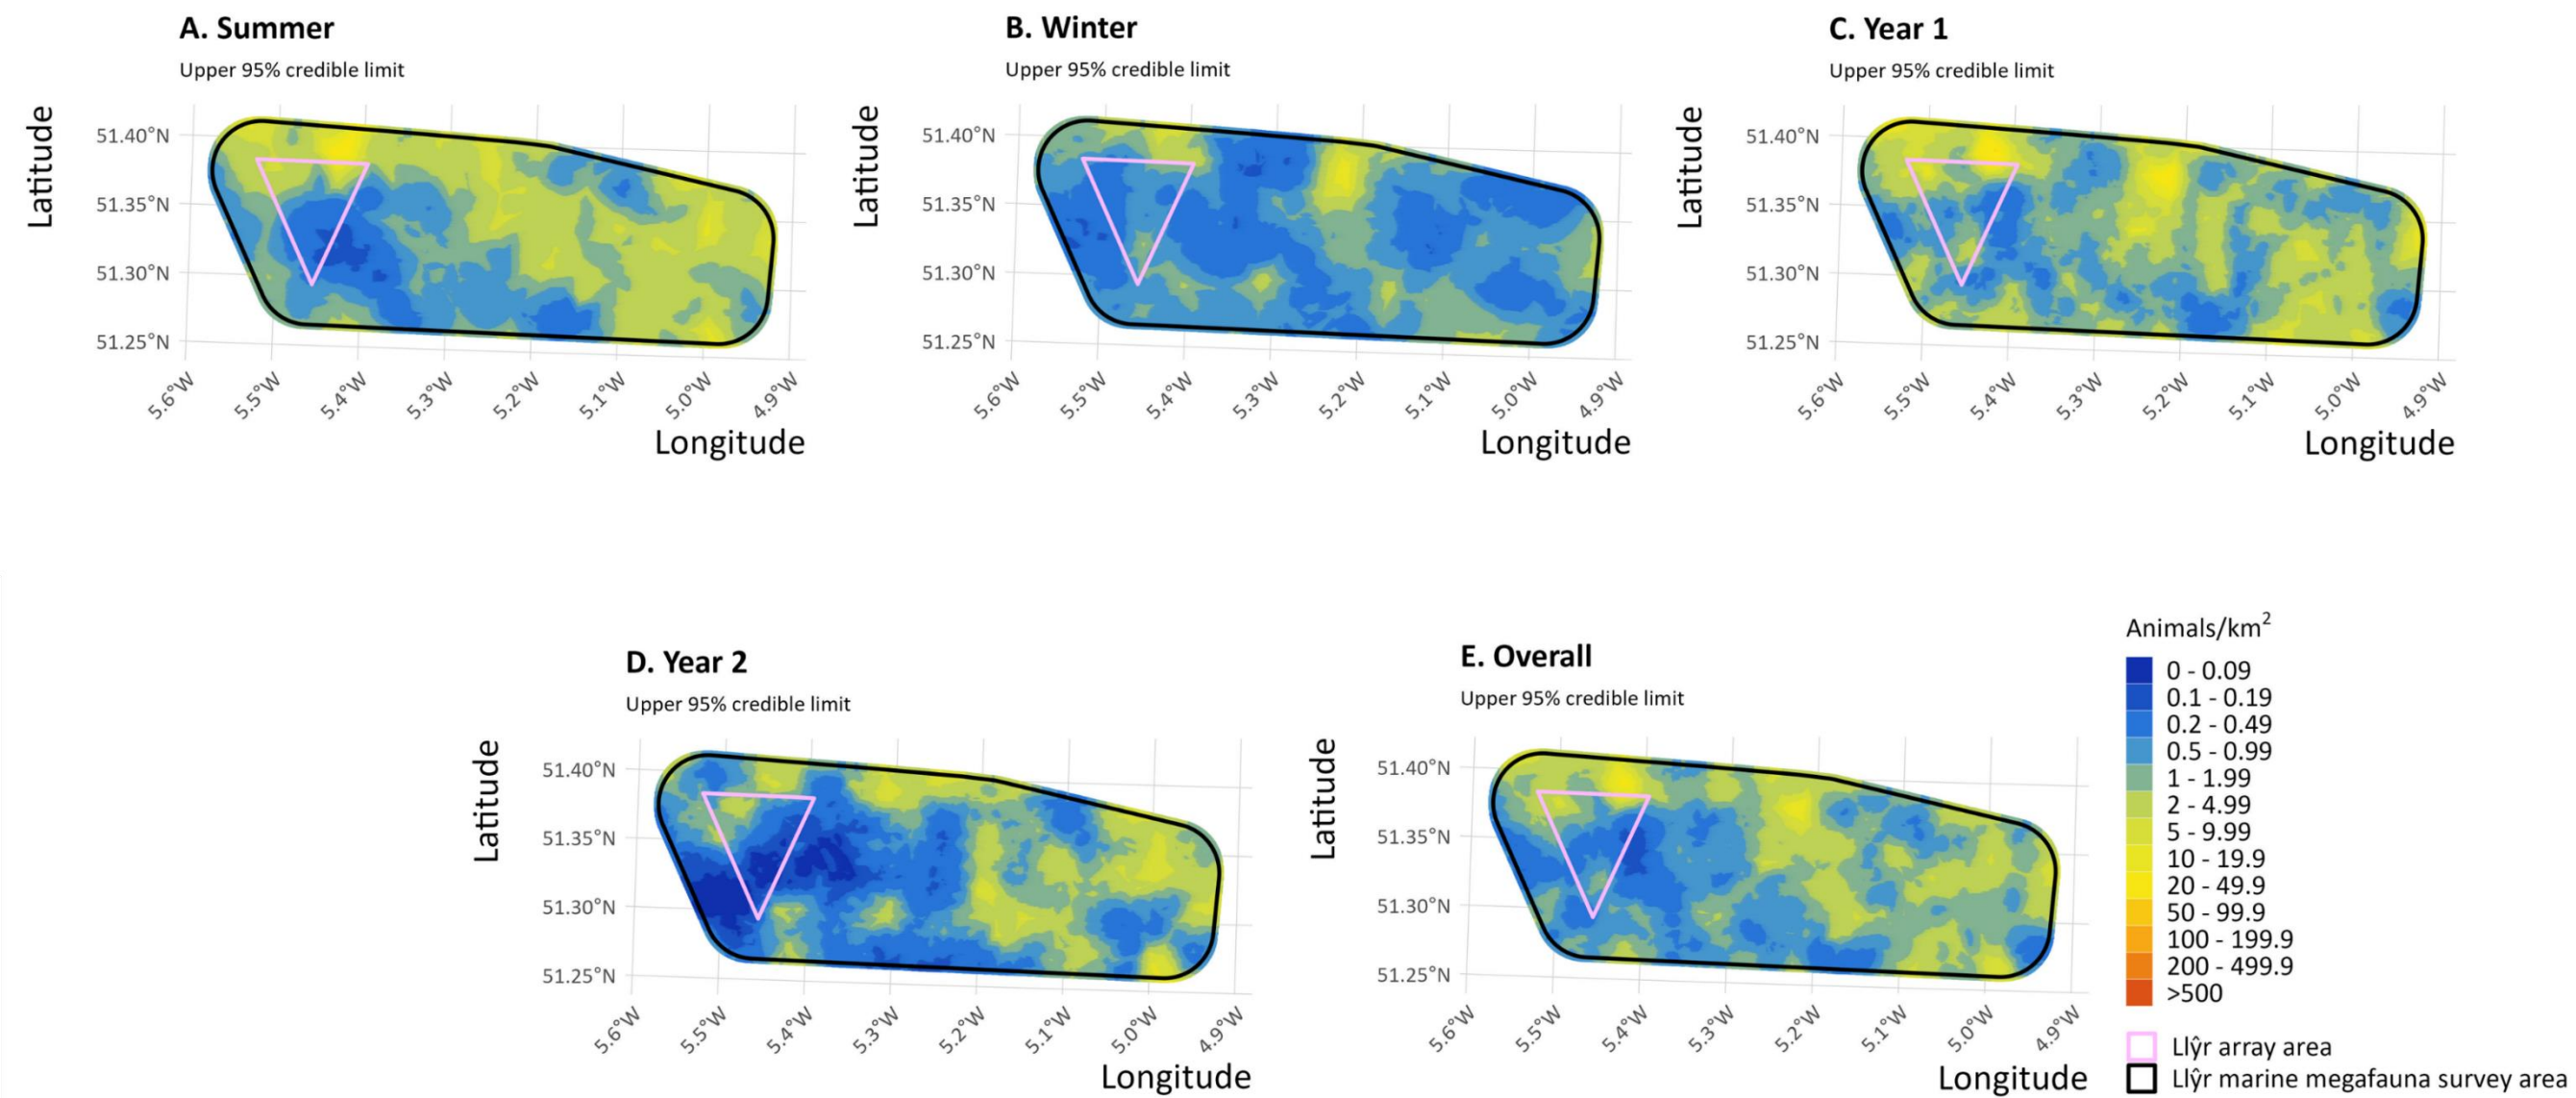 A. Summer
Upper 95% credible limit
Latitude
51.40°N
51.35°N
51.30°N
51.25°N
5.6°W
5.5°W
5.4°W
5.3°W
5.2°W
5.1°W
5.0°W
4.9°W
Longitude
B. Winter
Upper 95% credible limit
Latitude
51.40°N
51.35°N
51.30°N
51.25°N
5.6°W
5.5°W
5.4°W
5.3°W
5.2°W
5.1°W
5.0°W
4.9°W
Longitude
C. Year 1
Upper 95% credible limit
Latitude
51.40°N
51.35°N
51.30°N
51.25°N
5.6°W
5.5°W
5.4°W
5.3°W
5.2°W
5.1°W
5.0°W
4.9°W
Longitude
D. Year 2
Upper 95% credible limit
Latitude
51.40°N
51.35°N
51.30°N
51.25°N
5.6°W
5.5°W
5.4°W
5.3°W
5.2°W
5.1°W
5.0°W
4.9°W
Longitude
E. Overall
Upper 95% credible limit
Latitude
51.40°N
51.35°N
51.30°N
51.25°N
5.6°W
5.5°W
5.4°W
5.3°W
5.2°W
5.1°W
5.0°W
4.9°W
Longitude
Animals/km²
0 - 0.09
0.1 - 0.19
0.2 - 0.49
0.5 - 0.99
1 - 1.99
2 - 4.99
5 - 9.99
10 - 19.9
20 - 49.9
50 - 99.9
100 - 199.9
200 - 499.9
>500
Llŷr array area
Llŷr marine megafauna survey area